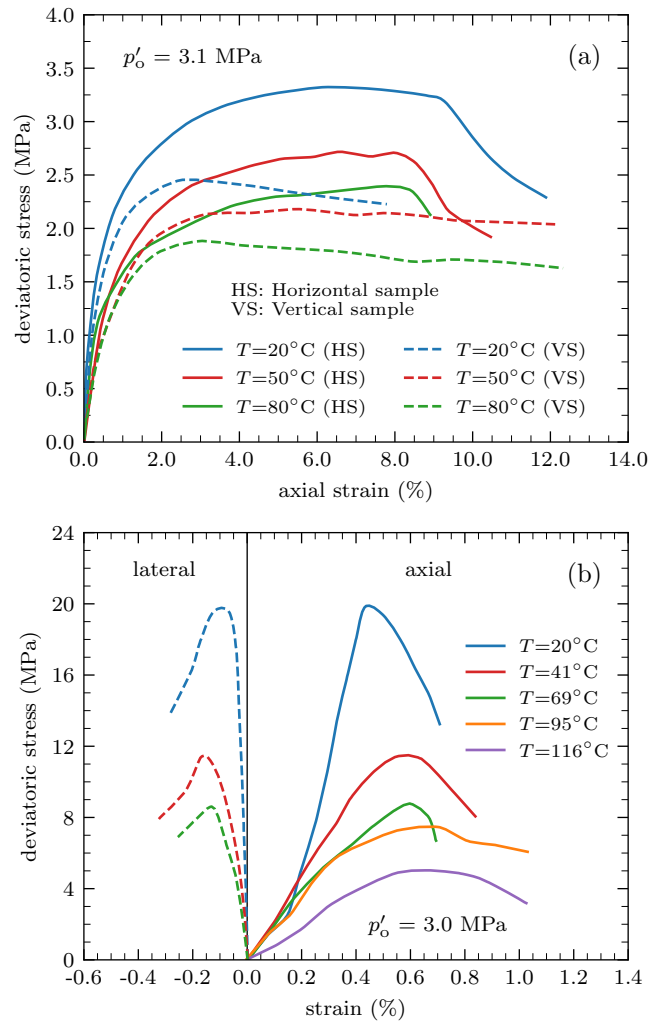 4.0
3.5
3.0
2.5
2.0
1.5
1.0
0.5
0.0
deviatoric stress (MPa)
p′o = 3.1 MPa
(a)
HS: Horizontal sample
VS: Vertical sample
T=20°C (HS)
T=50°C (HS)
T=80°C (HS)
T=20°C (VS)
T=50°C (VS)
T=80°C (VS)
0.0 2.0 4.0 6.0 8.0 10.0 12.0 14.0
axial strain (%)
24
20
16
12
8
4
0
deviatoric stress (MPa)
lateral
axial
(b)
T=20°C
T=41°C
T=69°C
T=95°C
T=116°C
p′o = 3.0 MPa
-0.6 -0.4 -0.2 0.0 0.2 0.4 0.6 0.8 1.0 1.2 1.4
strain (%)